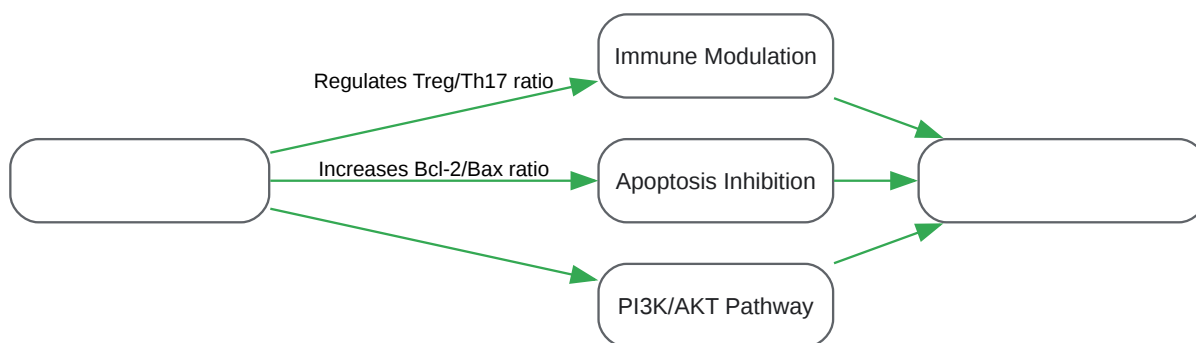 Immune Modulation
Regulates Treg/Th17 ratio
Increases Bcl-2/Bax ratio
Apoptosis Inhibition
PI3K/AKT Pathway